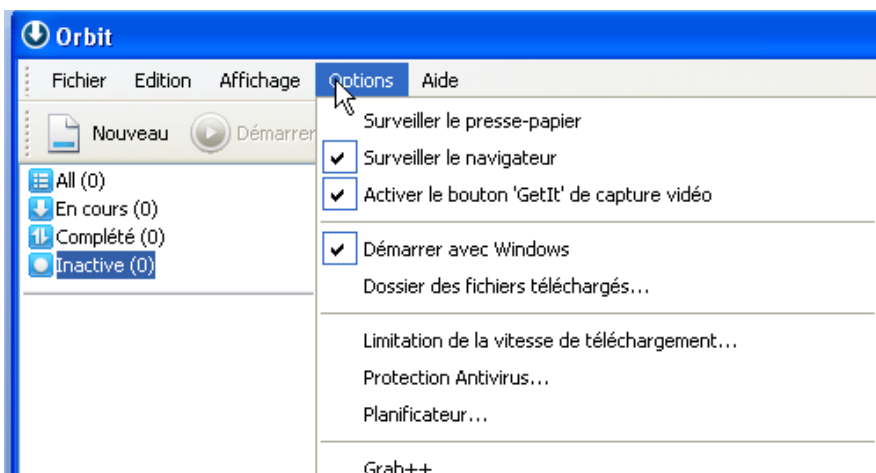 Orbit
Fichier Edition Affichage Options Aide
Nouveau Démarrer
All (0)
En cours (0)
Complété (0)
Inactive (0)
Surveiller le presse-papier
Surveiller le navigateur
Activer le bouton 'GetIt' de capture vidéo
Démarrer avec Windows
Dossier des fichiers téléchargés...
Limitation de la vitesse de téléchargement...
Protection Antivirus...
Planificateur...
Grab++